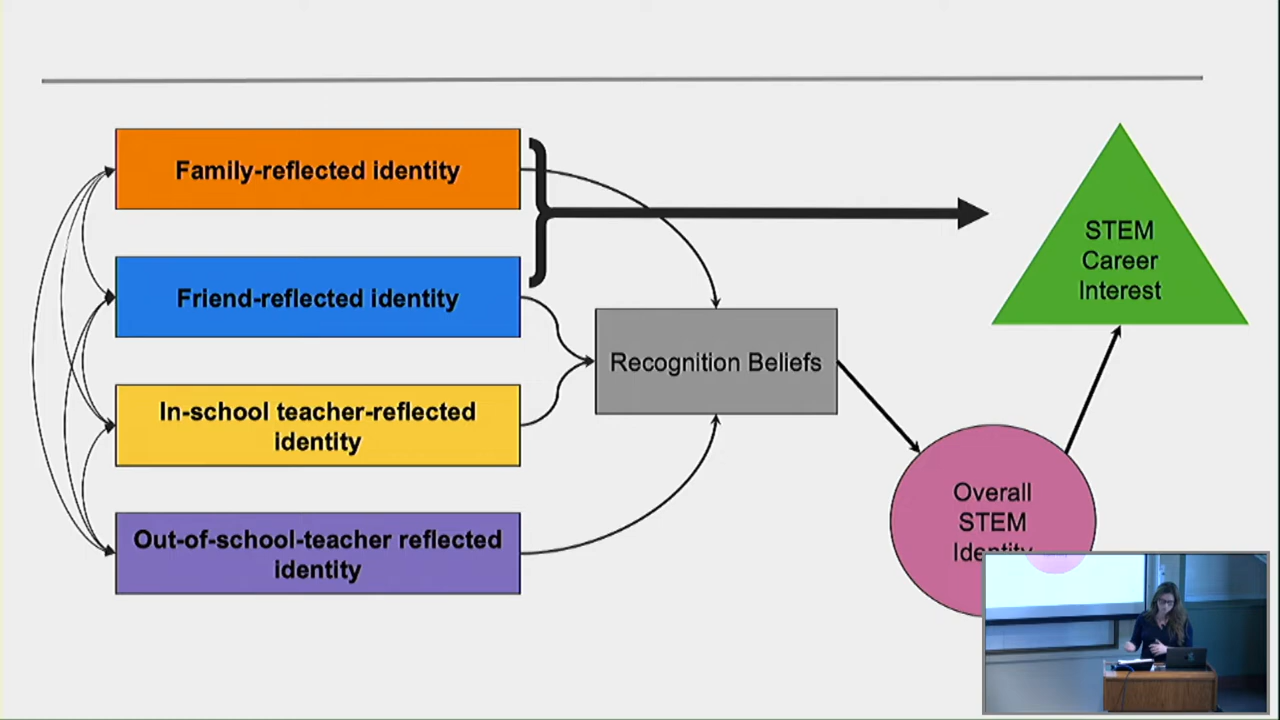 Family-reflected identity
Friend-reflected identity
In-school teacher-reflected
identity
Out-of-school-teacher reflected
identity
Recognition Beliefs
STEM
Career
Interest
Overall
STEM
Identity